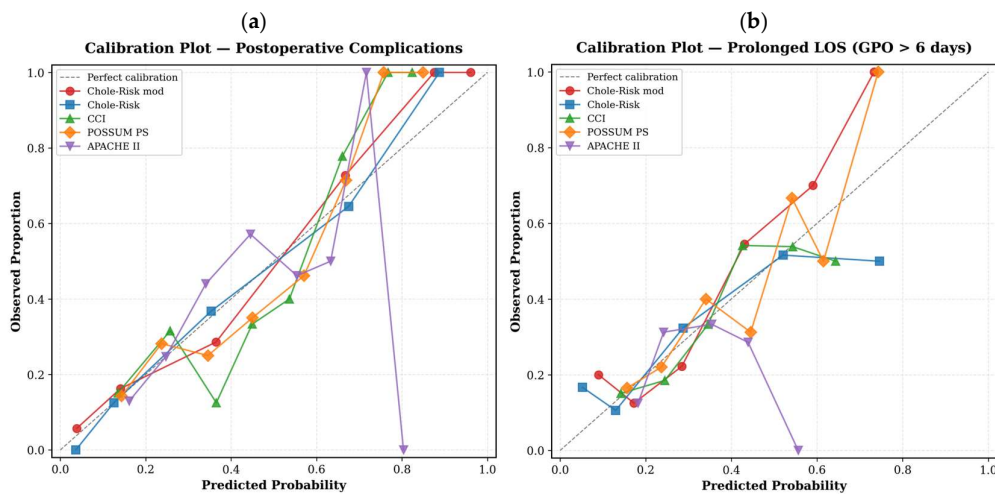 (a)
Calibration Plot — Postoperative Complications
Perfect calibration
Chole-Risk mod
Chole-Risk
CCI
POSSUM PS
APACHE II
Observed Proportion
1.0
0.8
0.6
0.4
0.2
0.0
0.0 0.2 0.4 0.6 0.8 1.0
Predicted Probability
(b)
Calibration Plot — Prolonged LOS (GPO > 6 days)
Perfect calibration
Chole-Risk mod
Chole-Risk
CCI
POSSUM PS
APACHE II
Observed Proportion
1.0
0.8
0.6
0.4
0.2
0.0
0.0 0.2 0.4 0.6 0.8 1.0
Predicted Probability